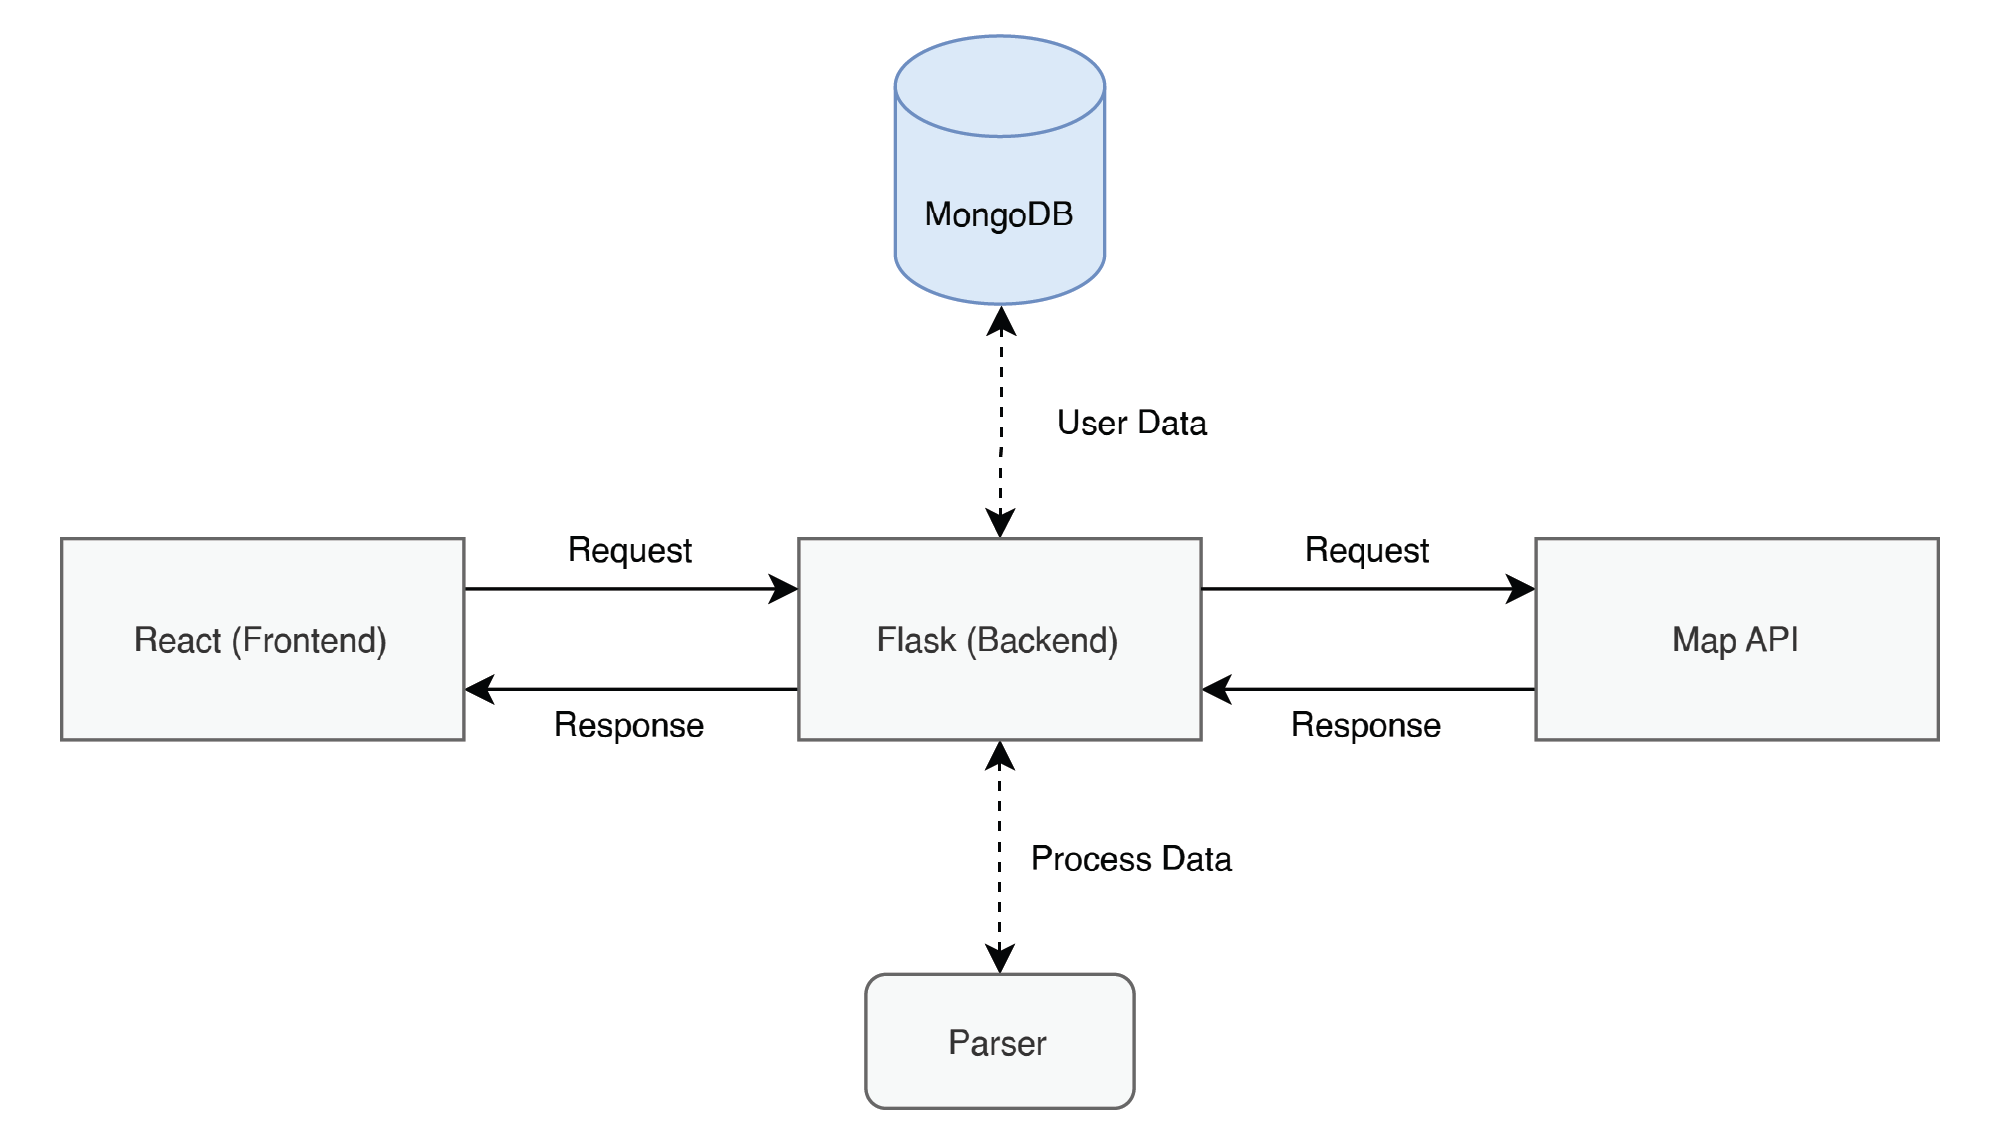 MongoDB
User Data
Request
Request
React (Frontend)
Flask (Backend)
Map API
Response
Response
Process Data
Parser